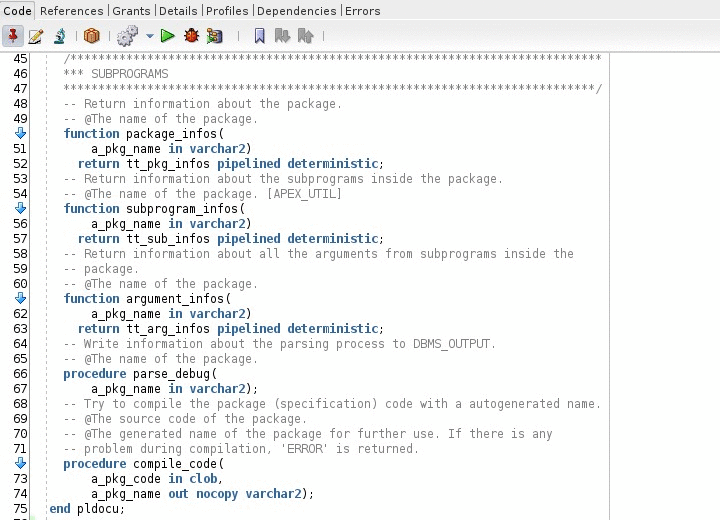 Code References Grants Details Profiles Dependencies Errors
45 /**************************************************************************
46 *** SUBPROGRAMS
47 **************************************************************************/
48 -- Return information about the package.
49 -- @The name of the package.
function package_infos(
51 a_pkg_name in varchar2)
52 return tt_pkg_infos pipelined deterministic;
53 -- Return information about the subprograms inside the package.
54 -- @The name of the package. [APEX_UTIL]
function subprogram_infos(
56 a_pkg_name in varchar2)
57 return tt_sub_infos pipelined deterministic;
58 -- Return information about all the arguments from subprograms inside the
59 -- package.
60 -- @The name of the package.
function argument_infos(
62 a_pkg_name in varchar2)
63 return tt_arg_infos pipelined deterministic;
64 -- Write information about the parsing process to DBMS_OUTPUT.
65 -- @The name of the package.
66 procedure parse_debug(
67 a_pkg_name in varchar2);
68 -- Try to compile the package (specification) code with a autogenerated name.
69 -- @The source code of the package.
70 -- @The generated name of the package for further use. If there is any
71 -- problem during compilation, 'ERROR' is returned.
procedure compile_code(
73 a_pkg_code in clob,
74 a_pkg_name out nocopy varchar2);
75 end pldocu;